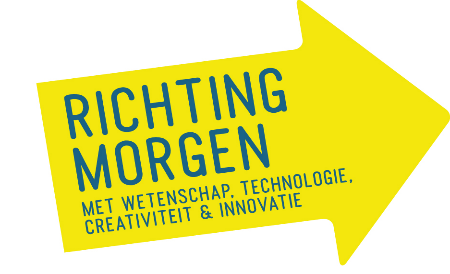 RICHTING
MORGEN
MET WETENSCHAP, TECHNOLOGIE,
CREATIVITEIT & INNOVATIE